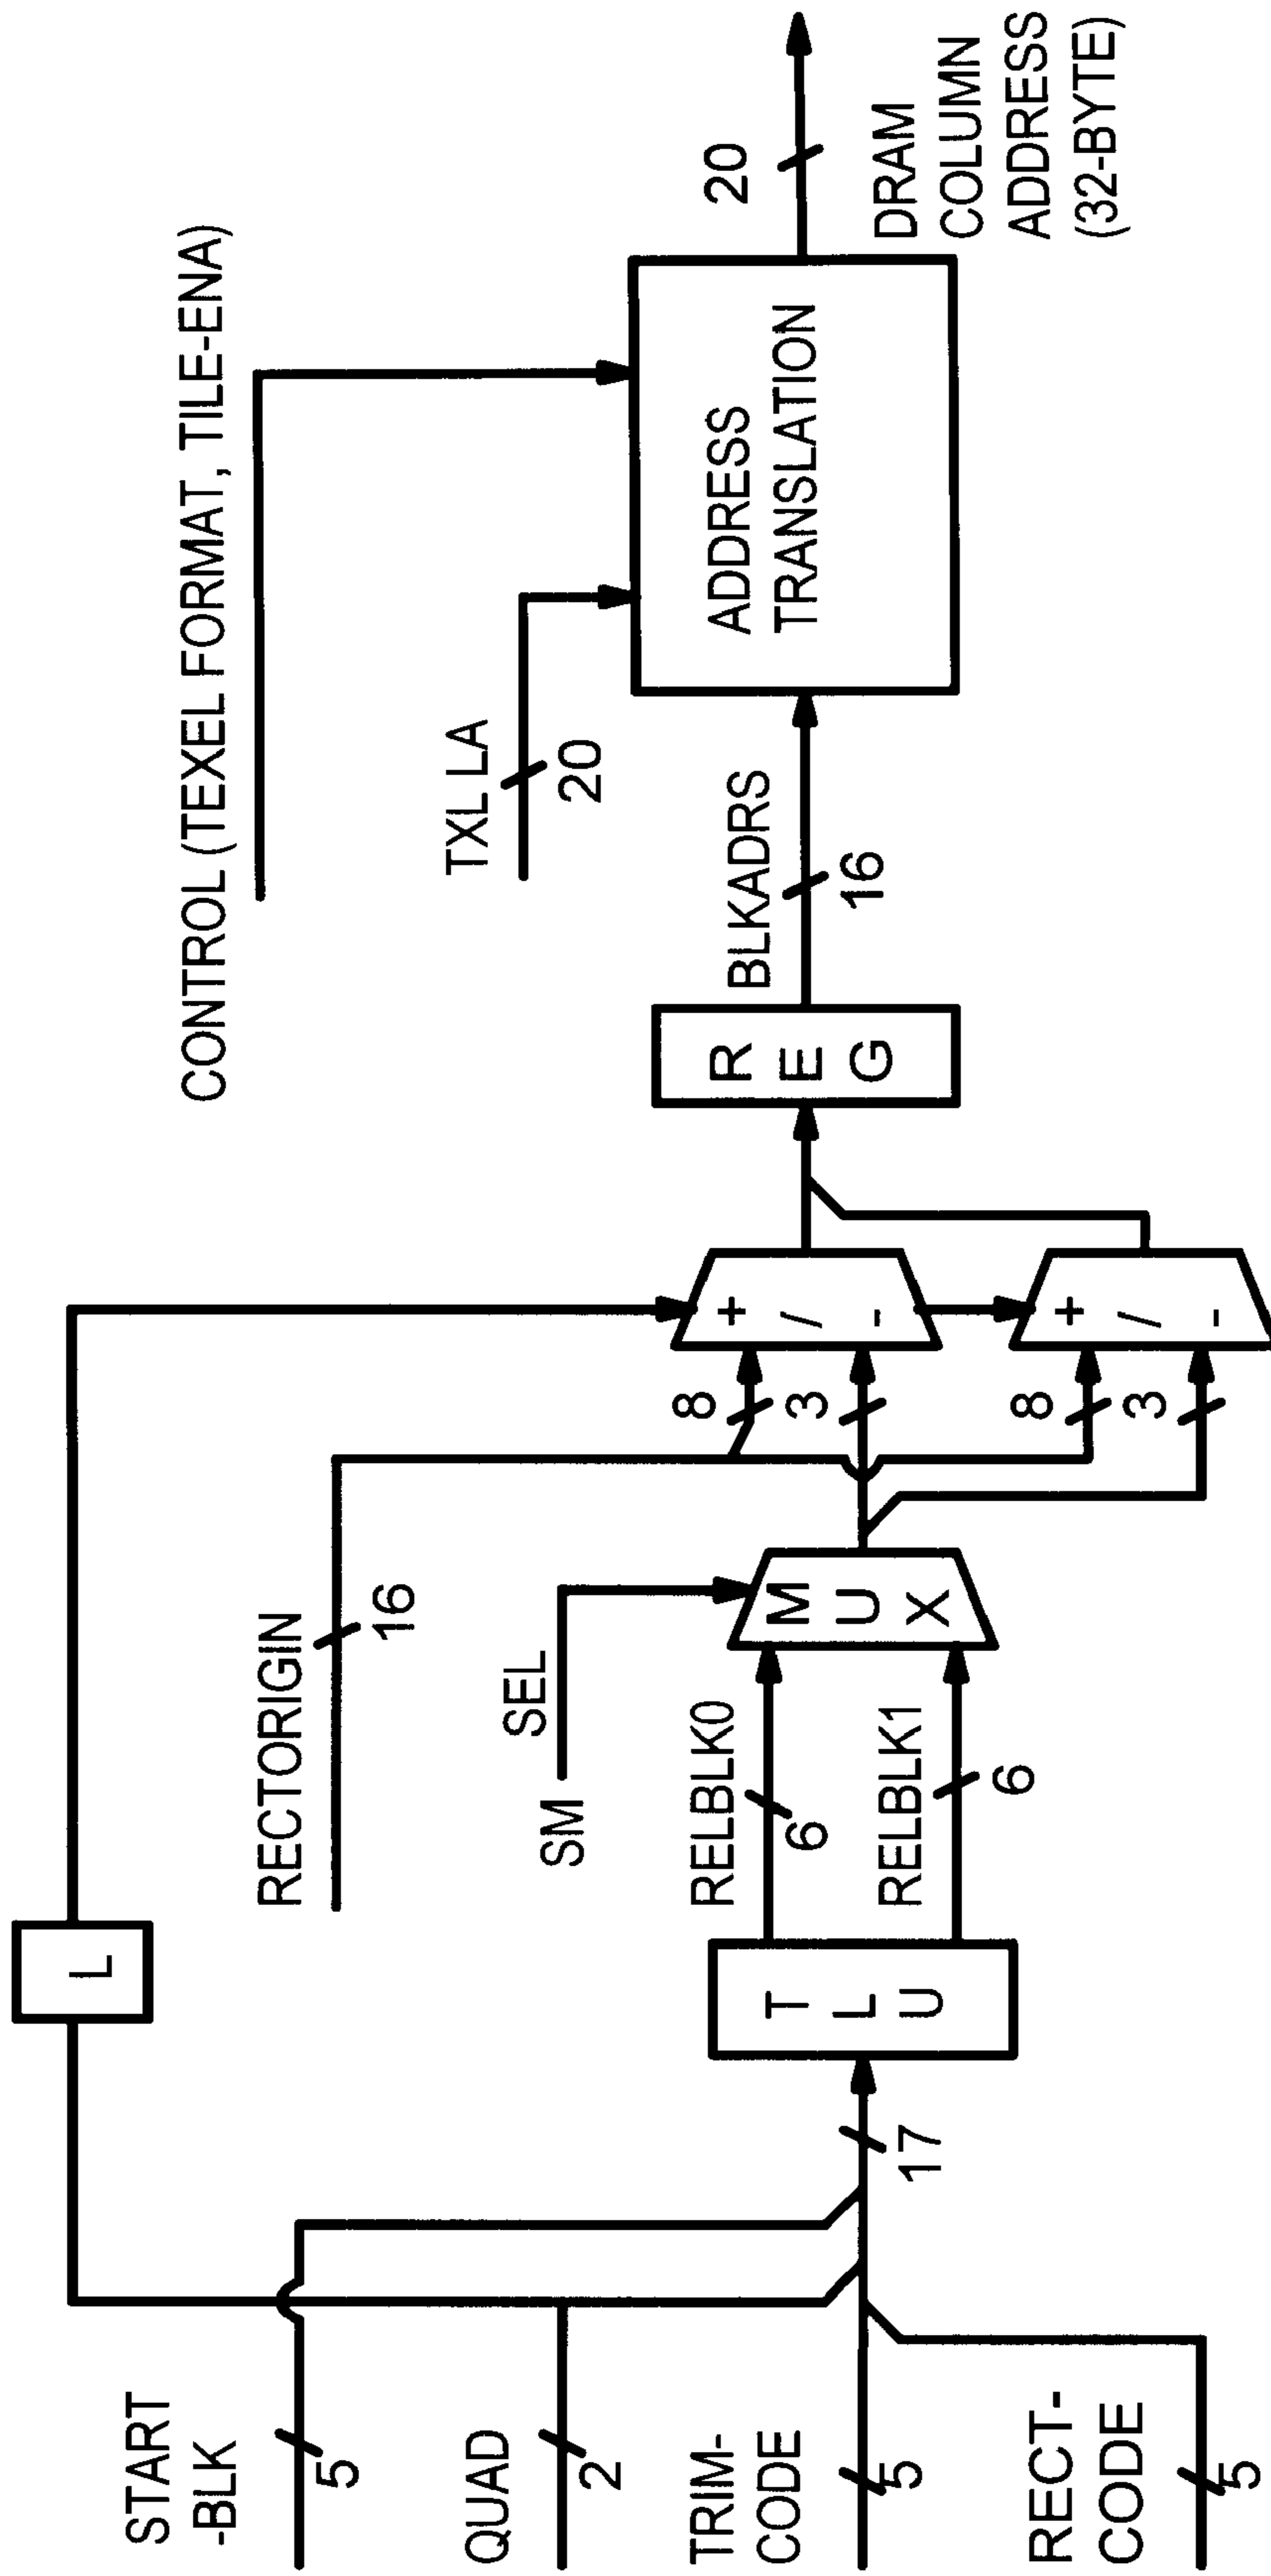 CONTROL (TEXEL FORMAT, TILE-ENA)
L
START
-BLK
5
RECTORIGIN
16
TXL LA
20
QUAD
2
SM
SEL
TRIM-
CODE
5
17
T
L
U
RELBLK0
6
RELBLK1
6
M
U
X
8
3
+
/
-
8
3
+
/
-
R
E
G
BLKADRS
16
ADDRESS
TRANSLATION
20
DRAM
COLUMN
ADDRESS
(32-BYTE)
RECT-
CODE
5